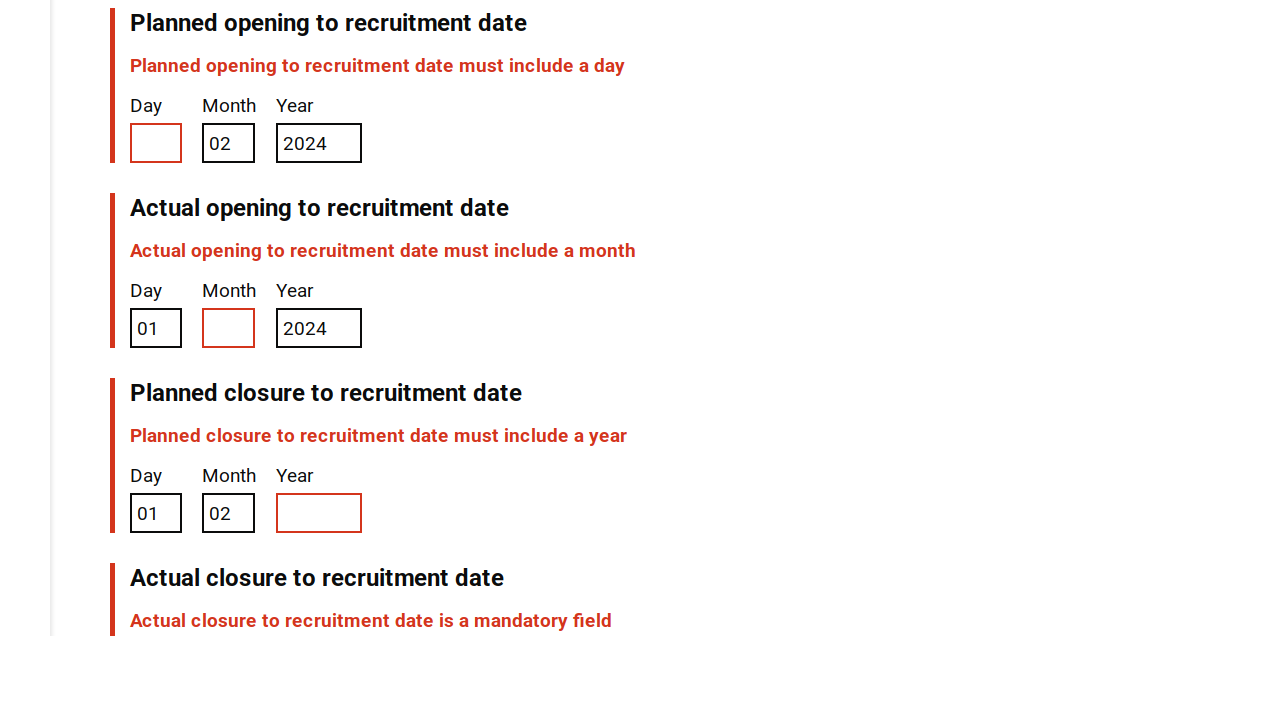 Planned opening to recruitment date
Planned opening to recruitment date must include a day
Day Month Year
02 2024
Actual opening to recruitment date
Actual opening to recruitment date must include a month
Day Month Year
01 2024
Planned closure to recruitment date
Planned closure to recruitment date must include a year
Day Month Year
01 02
Actual closure to recruitment date
Actual closure to recruitment date is a mandatory field